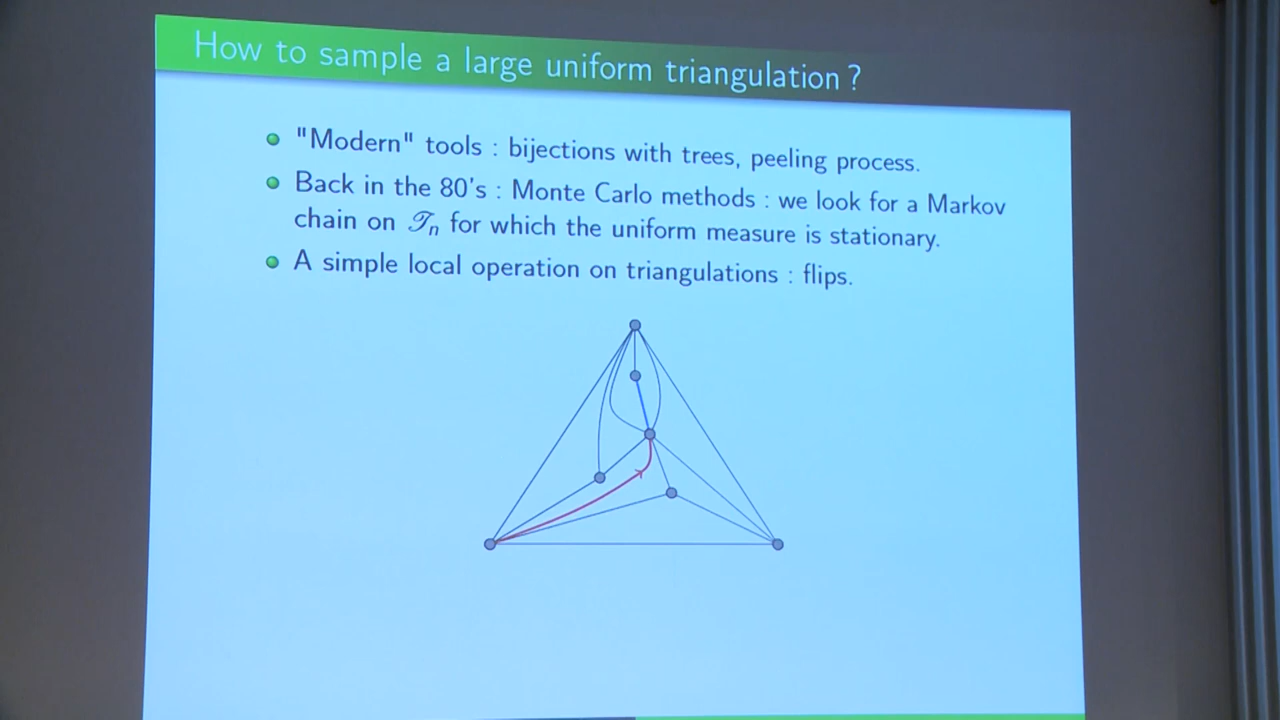 How to sample a large uniform triangulation ?
"Modern" tools : bijections with trees, peeling process.
Back in the 80's : Monte Carlo methods : we look for a Markov
chain on 𝒯n for which the uniform measure is stationary.
A simple local operation on triangulations : flips.